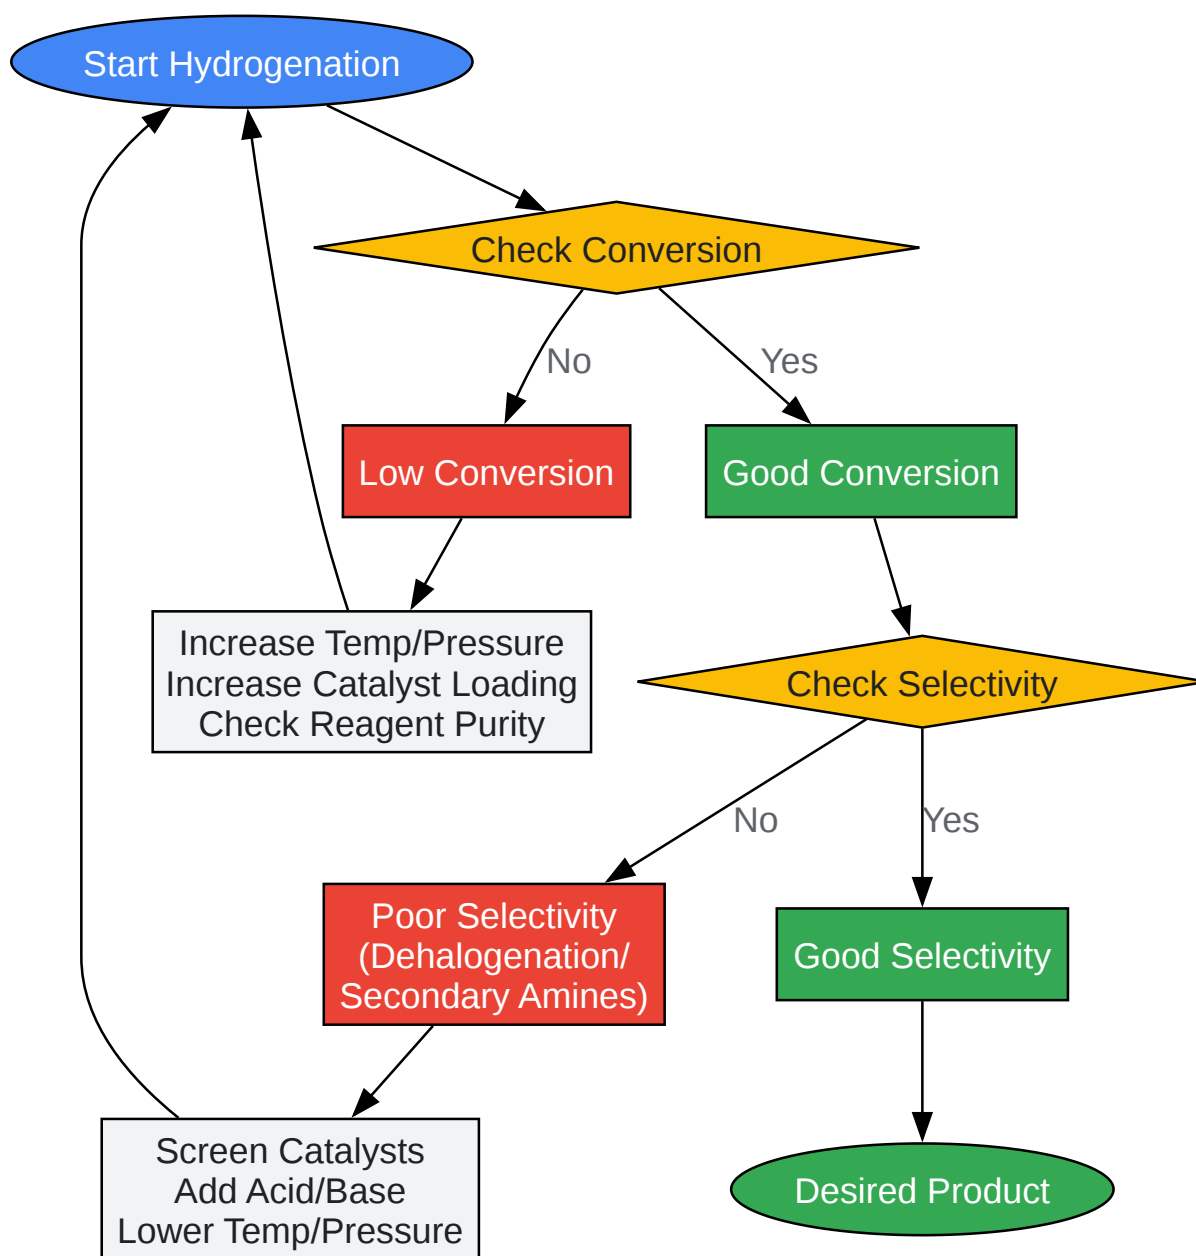 Start Hydrogenation
Check Conversion
No
Yes
Low Conversion
Good Conversion
Increase Temp/Pressure
Increase Catalyst Loading
Check Reagent Purity
Check Selectivity
No
Yes
Poor Selectivity
(Dehalogenation/
Secondary Amines)
Good Selectivity
Screen Catalysts
Add Acid/Base
Lower Temp/Pressure
Desired Product